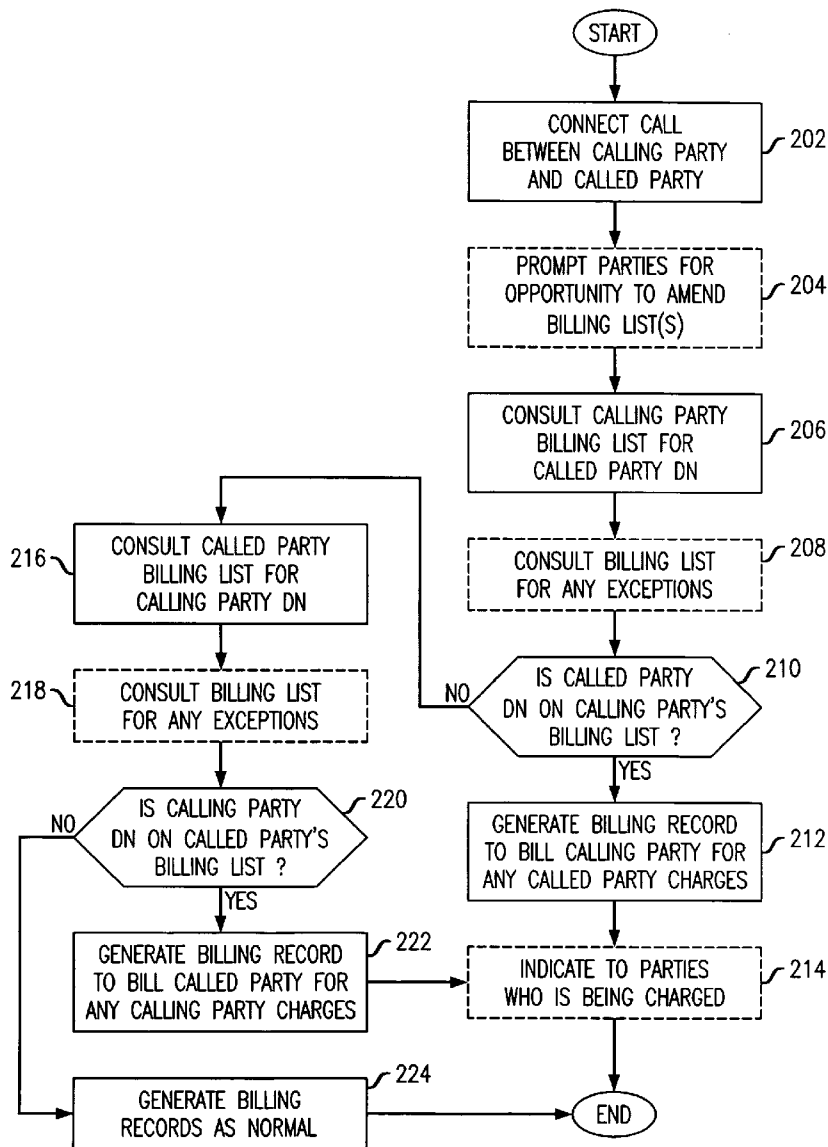 START
CONNECT CALL
BETWEEN CALLING PARTY
AND CALLED PARTY
202
PROMPT PARTIES FOR
OPPORTUNITY TO AMEND
BILLING LIST(S)
204
CONSULT CALLING PARTY
BILLING LIST FOR
CALLED PARTY DN
206
CONSULT BILLING LIST
FOR ANY EXCEPTIONS
208
IS CALLED PARTY
DN ON CALLING PARTY'S
BILLING LIST ?
210
NO
YES
GENERATE BILLING RECORD
TO BILL CALLING PARTY FOR
ANY CALLED PARTY CHARGES
212
INDICATE TO PARTIES
WHO IS BEING CHARGED
214
216
CONSULT CALLED PARTY
BILLING LIST FOR
CALLING PARTY DN
218
CONSULT BILLING LIST
FOR ANY EXCEPTIONS
IS CALLING PARTY
DN ON CALLED PARTY'S
BILLING LIST ?
220
NO
YES
GENERATE BILLING RECORD
TO BILL CALLED PARTY FOR
ANY CALLING PARTY CHARGES
222
GENERATE BILLING
RECORDS AS NORMAL
224
END